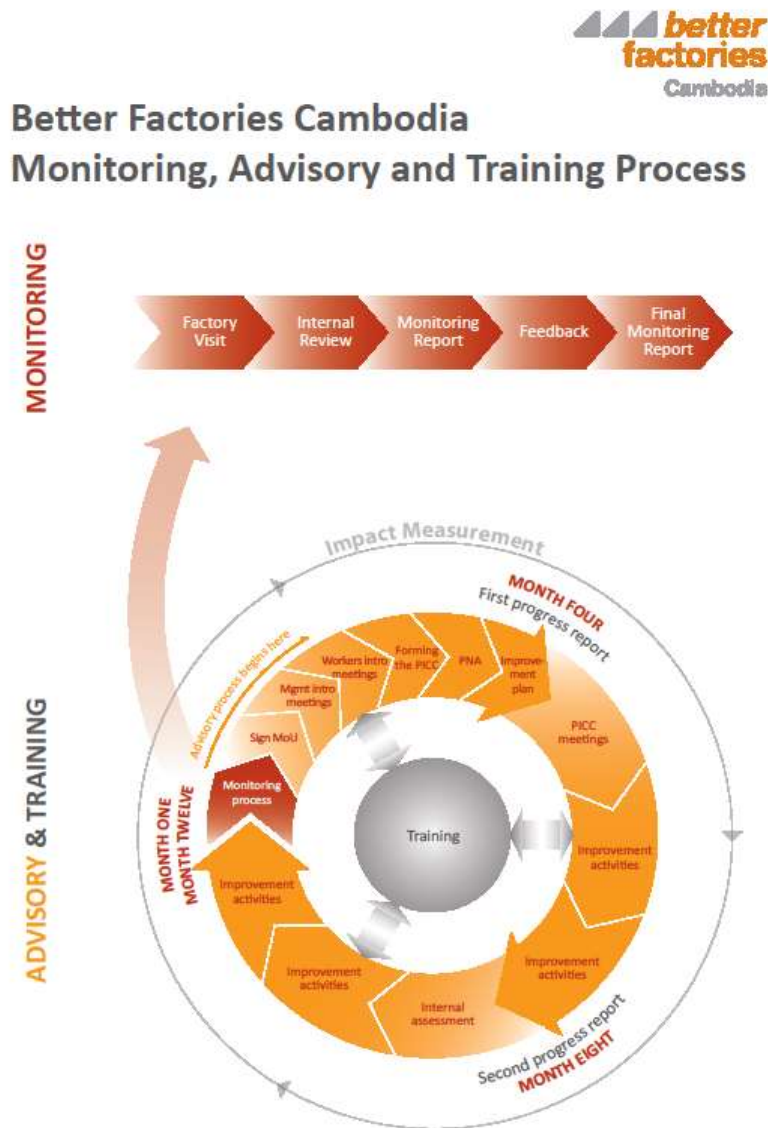 better
factories
Cambodia
Better Factories Cambodia
Monitoring, Advisory and Training Process
MONITORING
Factory
Visit
Internal
Review
Monitoring
Report
Feedback
Final
Monitoring
Report
Impact Measurement
MONTH FOUR
First progress report
ADVISORY & TRAINING
Advisory process begins here
MONTH ONE
MONTH TWELVE
Monitoring
process
Sign MoU
Mgmt intro
meetings
Workers intro
meetings
Forming
the PICC
PNA
Improve-
ment
plan
PICC
meetings
Improvement
activities
Improvement
activities
Second progress report
MONTH EIGHT
Internal
assessment
Improvement
activities
Improvement
activities
Training